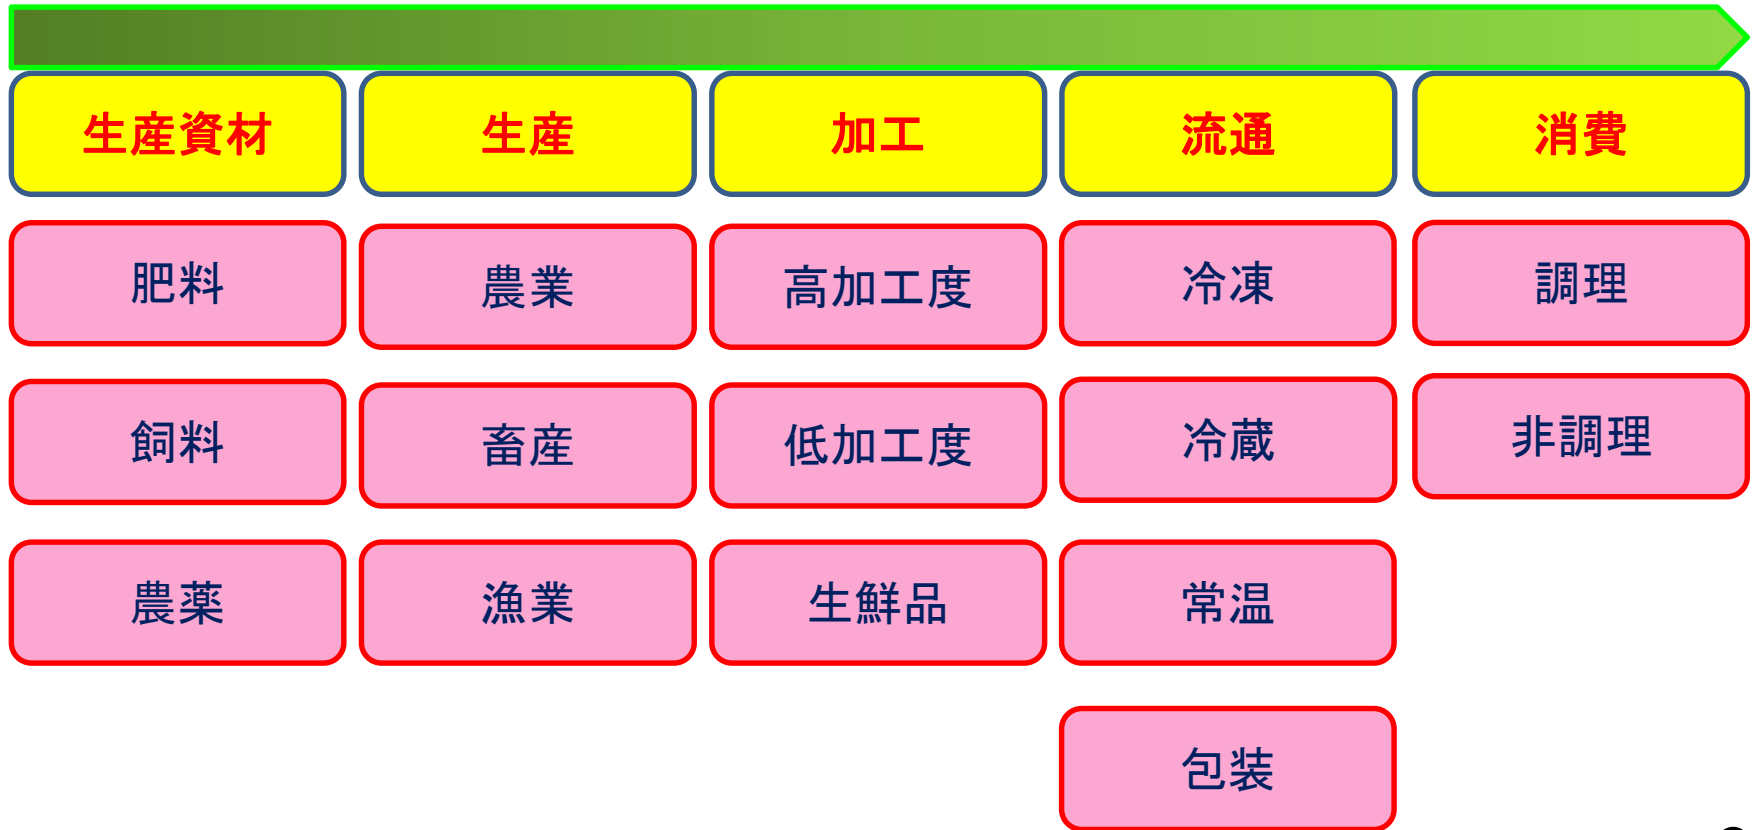 生産資材
生産
加工
流通
消費
肥料
農業
高加工度
冷凍
調理
飼料
畜産
低加工度
冷蔵
非調理
農薬
漁業
生鮮品
常温
包装